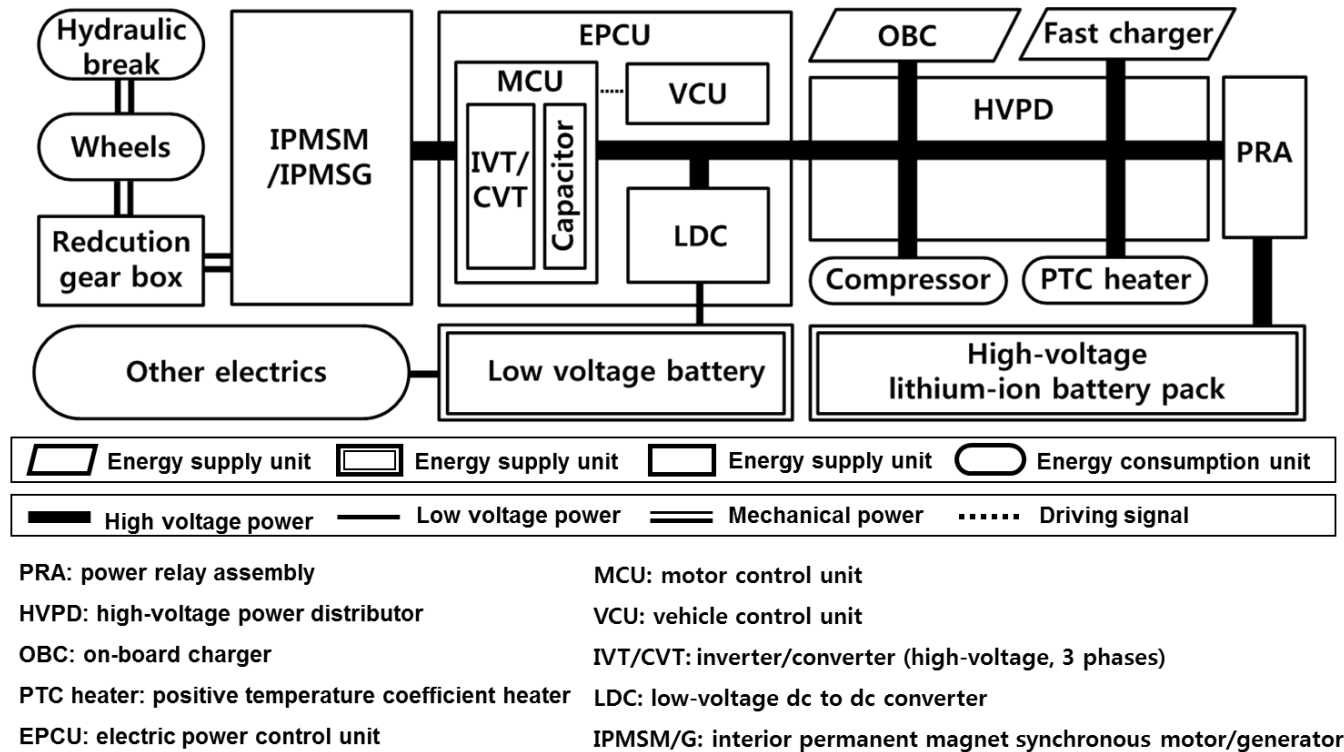 Hydraulic
break
Wheels
Redcution
gear box
IPMSM
/IPMSG
EPCU
MCU
IVT/
CVT
Capacitor
VCU
LDC
OBC
Fast charger
HVPD
PRA
Compressor
PTC heater
Other electrics
Low voltage battery
High-voltage
lithium-ion battery pack
Energy supply unit
Energy supply unit
Energy supply unit
Energy consumption unit
High voltage power
Low voltage power
Mechanical power
Driving signal
PRA: power relay assembly
HVPD: high-voltage power distributor
OBC: on-board charger
PTC heater: positive temperature coefficient heater
EPCU: electric power control unit
MCU: motor control unit
VCU: vehicle control unit
IVT/CVT: inverter/converter (high-voltage, 3 phases)
LDC: low-voltage dc to dc converter
IPMSM/G: interior permanent magnet synchronous motor/generator